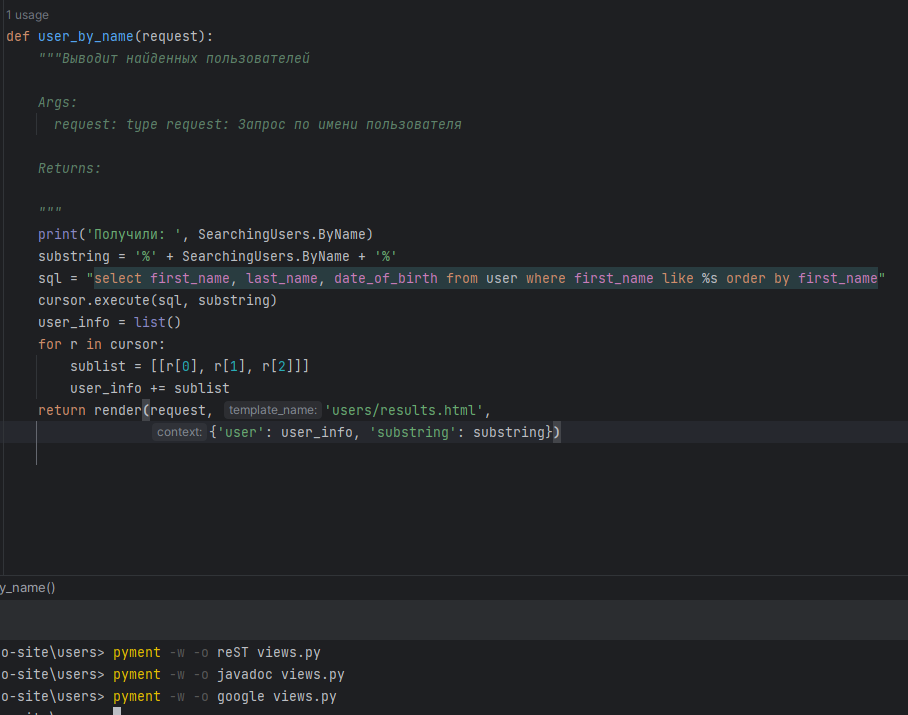 1 usage
def user_by_name(request):
"""Выводит найденных пользователей
Args:
request: type request: Запрос по имени пользователя
Returns:
"""
print('Получили: ', SearchingUsers.ByName)
substring = '%' + SearchingUsers.ByName + '%'
sql = "select first_name, last_name, date_of_birth from user where first_name like %s order by first_name"
cursor.execute(sql, substring)
user_info = list()
for r in cursor:
sublist = [[r[0], r[1], r[2]]]
user_info += sublist
return render(request, template_name: 'users/results.html',
context: {'user': user_info, 'substring': substring})
y_name()
o-site\users> pyment -w -o reST views.py
o-site\users> pyment -w -o javadoc views.py
o-site\users> pyment -w -o google views.py